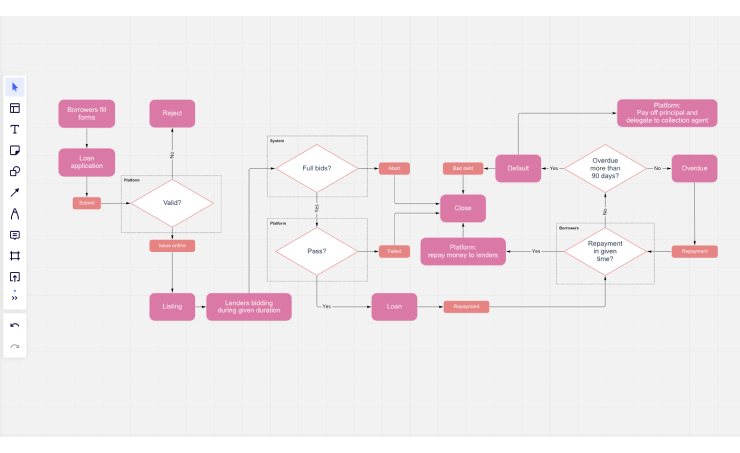 Borrowers fill
forms
Loan
application
Submit
Reject
No
Platform
Valid?
Listing
Lenders bidding
during given duration
System
Full bids?
Abort
Yes
Platform
Pass?
Failed
Yes
Loan
Repayment
Bad debt
Close
Platform:
repay money to lenders
Default
Yes
Platform:
Pay off principal and
delegate to collection agent
Overdue
more than
90 days?
No
Overdue
Repayment
No
Borrowers
Repayment
in given
time?
Yes